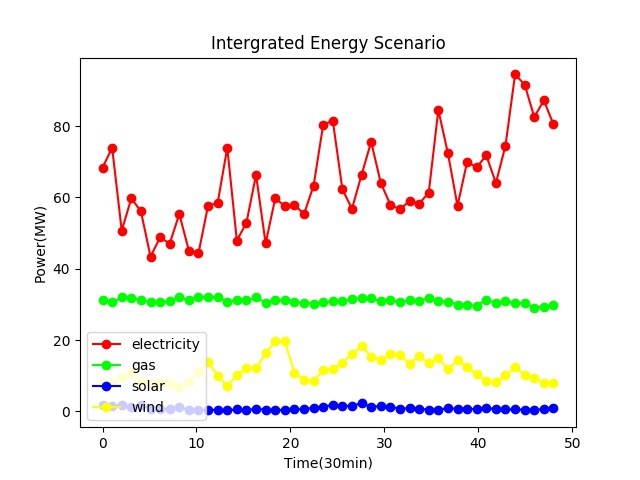 Intergrated Energy Scenario
Power(MW)
80
60
40
20
0
electricity
gas
solar
wind
0 10 20 30 40 50
Time(30min)